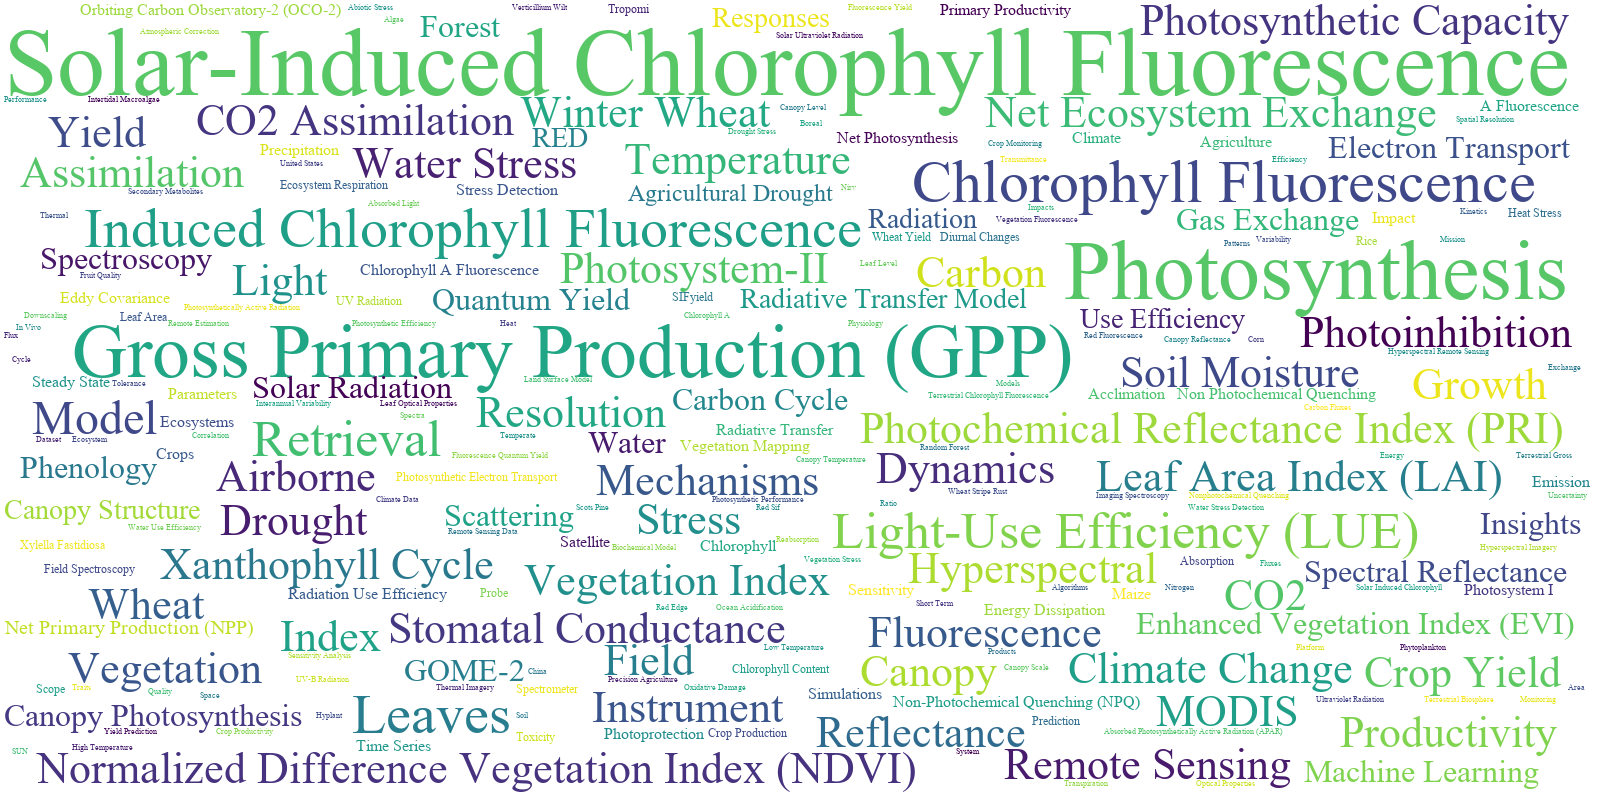 Orbiting Carbon Observatory-2 (OCO-2)
Abiotic Stress
Algae
Atmospheric Correction
Forest
Verticillium Wilt
Tropomi
Responses
Solar Ultraviolet Radiation
Fluorescence Yield
Primary Productivity
Photosynthetic Capacity
Solar-Induced Chlorophyll Fluorescence
Performance
Intertidal Macroalgae
Yield
CO2 Assimilation
Winter Wheat
RED
Canopy Level
Boreal
Drought Stress
Net Photosynthesis
Net Ecosystem Exchange
A Fluorescence
Spatial Resolution
Crop Monitoring
Climate
Agriculture
Electron Transport
Assimilation
Precipitation
United States
Water Stress
Temperature
Transmittance
Efficiency
Secondary Metabolites
Ecosystem Respiration
Stress Detection
Agricultural Drought
Nirv
Chlorophyll Fluorescence
Absorbed Light
Thermal
Induced Chlorophyll Fluorescence
Radiation
Impacts
Vegetation Fluorescence
Gas Exchange
Impact
Kinetics
Heat Stress
Wheat Yield
Diurnal Changes
Patterns
Variability
Rice
Mission
Spectroscopy
Fruit Quality
Light
Chlorophyll A Fluorescence
Photosystem-II
Leaf Level
Carbon
Photosynthesis
Eddy Covariance
Photosynthetically Active Radiation
UV Radiation
Quantum Yield
SIFyield
Radiative Transfer Model
Downscaling
Leaf Area
In Vivo
Remote Estimation
Photosynthetic Efficiency
Heat
Chlorophyll A
Physiology
Use Efficiency
Photoinhibition
Flux
Cycle
Gross Primary Production (GPP)
Red Fluorescence
Canopy Reflectance
Corn
Hyperspectral Remote Sensing
Exchange
Steady State
Tolerance
Parameters
Solar Radiation
Land Surface Model
Carbon Cycle
Models
Terrestrial Chlorophyll Fluorescence
Soil Moisture
Acclimation
Non Photochemical Quenching
Growth
Carbon Fluxes
Model
Ecosystems
Interannual Variability
Leaf Optical Properties
Spectra
Resolution
Dataset
Ecosystem
Correlation
Retrieval
Temperate
Water
Radiative Transfer
Vegetation Mapping
Photochemical Reflectance Index (PRI)
Crops
Fluorescence Quantum Yield
Canopy Temperature
Random Forest
Energy
Terrestrial Gross
Phenology
Airborne
Photosynthetic Electron Transport
Mechanisms
Dynamics
Leaf Area Index (LAI)
Emission
Wheat Stripe Rust
Imaging Spectroscopy
Nonphotochemical Quenching
Uncertainty
Climate Data
Photosynthetic Performance
Ratio
Canopy Structure
Drought
Scattering
Scots Pine
Red Sif
Stress
Water Stress Detection
Water Use Efficiency
Remote Sensing Data
Light-Use Efficiency (LUE)
Insights
Xylella Fastidiosa
Satellite
Biochemical Model
Chlorophyll
Reabsorption
Hyperspectral Imagery
Field Spectroscopy
Xanthophyll Cycle
Vegetation Index
Vegetation Stress
Hyperspectral
Absorption
Fluxes
Spectral Reflectance
Wheat
Radiation Use Efficiency
Probe
Sensitivity
Algorithms
Maize
Nitrogen
CO2
Solar Induced Chlorophyll
Photosystem I
Red Edge
Ocean Acidification
Short Term
Energy Dissipation
Net Primary Production (NPP)
Index
Stomatal Conductance
Fluorescence
Enhanced Vegetation Index (EVI)
Sensitivity Analysis
Low Temperature
Products
Platform
Phytoplankton
Vegetation
GOME-2
China
Field
Chlorophyll Content
Canopy
Canopy Scale
Climate Change
Crop Yield
UV-B Radiation
Precision Agriculture
Scope
Traits
Quality
Space
Thermal Imagery
Spectrometer
Oxidative Damage
Simulations
Area
Canopy Photosynthesis
Hyplant
Leaves
Soil
Instrument
Non-Photochemical Quenching (NPQ)
Prediction
MODIS
Ultraviolet Radiation
Terrestrial Biosphere
Monitoring
Yield Prediction
Crop Productivity
Toxicity
Photoprotection
Crop Production
Reflectance
Absorbed Photosynthetically Active Radiation (APAR)
Productivity
SUN
High Temperature
Time Series
System
Normalized Difference Vegetation Index (NDVI)
Remote Sensing
Machine Learning
Transpiration
Optical Properties